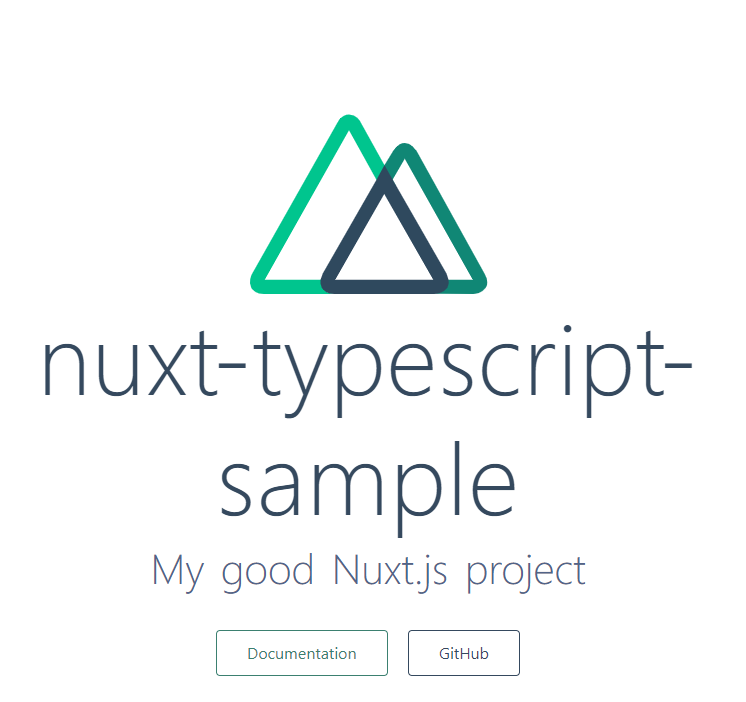 nuxt-typescript-
sample
My good Nuxt.js project
Documentation
GitHub